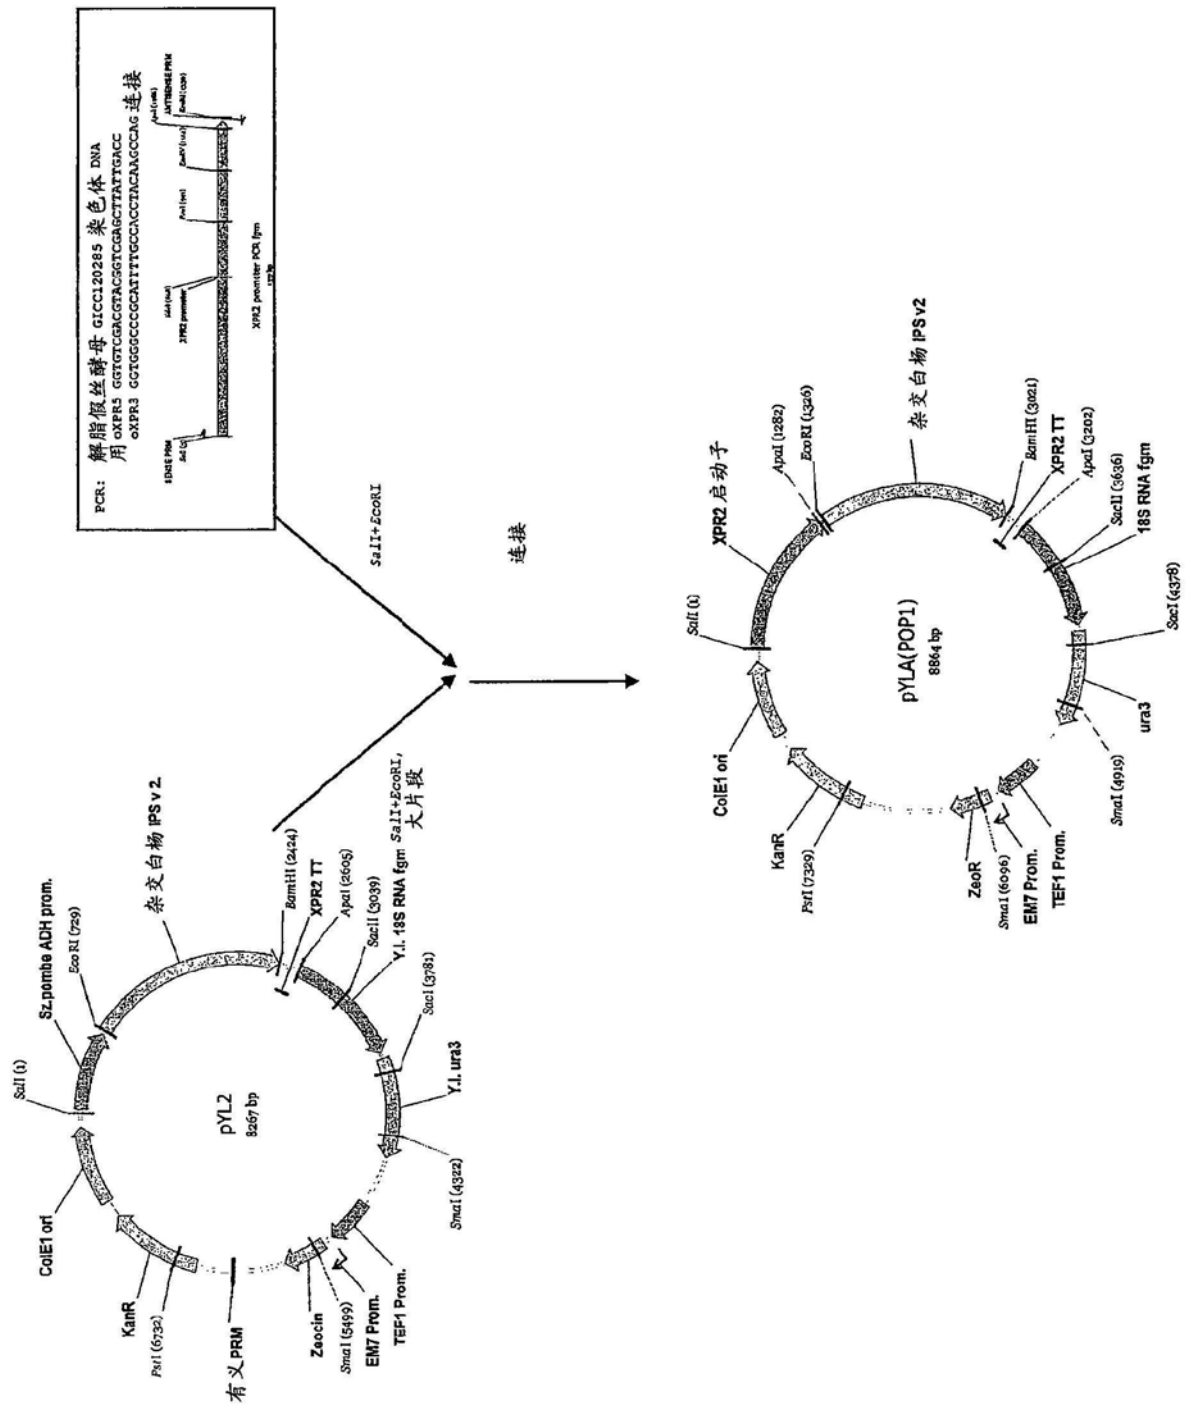 PCR: 解脂假丝酵母 GICC120285 染色体 DNA
用 oXPR5 GGTGTCGACGTACGGTCGAGCTTATTGACC
oXPR3 GGTGGGCCCGCATTTTGCCACCTACAAGCCAG 连接
SENSE PRM
XPR2 promoter
ANTISENSE PRM
XPR2 promoter PCR fgm
SalI+EcoRI
连接
SalI+EcoRI,
大片段
pYL2
8267 bp
SalI (1)
Sz.pombe ADH prom.
EcoRI (729)
杂交白杨 IPS v 2
BamHI (2424)
XPR2 TT
ApaI (2605)
SacII (3039)
Y.l. 18S RNA fgm
SacI (3781)
Y.l. ura3
SmaI (4322)
TEF1 Prom.
EM7 Prom.
SmaI (5499)
Zeocin
有义 PRM
PstI (6732)
KanR
ColE1 ori
pYLA(POP1)
8864 bp
SalI (1)
XPR2 启动子
ApaI (1282)
EcoRI (1326)
杂交白杨 IPS v2
BamHI (3021)
XPR2 TT
ApaI (3202)
SacII (3636)
18S RNA fgm
SacI (4378)
ura3
SmaI (4919)
TEF1 Prom.
EM7 Prom.
SmaI (6096)
ZeoR
PstI (7329)
KanR
ColE1 ori